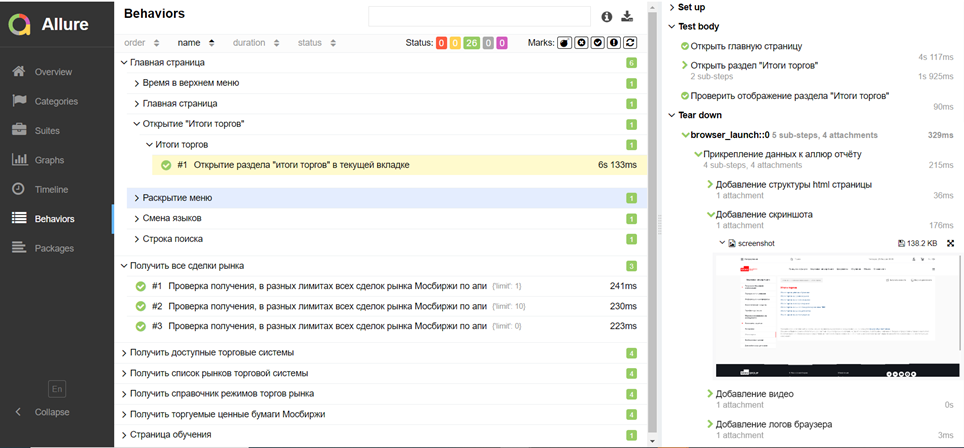 Allure
Overview
Categories
Suites
Graphs
Timeline
Behaviors
Packages
En
Collapse
Behaviors
order name duration status Status: 0 0 26 0 0 Marks:
Главная страница 6
Время в верхнем меню 1
Главная страница 1
Открытие "Итоги торгов" 1
Итоги торгов 1
#1 Открытие раздела "итоги торгов" в текущей вкладке 6s 133ms
Раскрытие меню 1
Смена языков 1
Строка поиска 1
Получить все сделки рынка 3
#1 Проверка получения, в разных лимитах всех сделок рынка Мосбиржи по апи {'limit': 1} 241ms
#2 Проверка получения, в разных лимитах всех сделок рынка Мосбиржи по апи {'limit': 10} 230ms
#3 Проверка получения, в разных лимитах всех сделок рынка Мосбиржи по апи {'limit': 0} 223ms
Получить доступные торговые системы 4
Получить список рынков торговой системы 4
Получить справочник режимов торгов рынка 4
Получить торгуемые ценные бумаги Мосбиржи 4
Страница обучения 1
Set up
Test body
Открыть главную страницу
4s 117ms
Открыть раздел "Итоги торгов"
2 sub-steps 1s 925ms
Проверить отображение раздела "Итоги торгов"
90ms
Tear down
browser_launch::0 5 sub-steps, 4 attachments 329ms
Прикрепление данных к аллюр отчёту
4 sub-steps, 4 attachments 215ms
Добавление структуры html страницы
1 attachment 36ms
Добавление скриншота
1 attachment 176ms
screenshot 138.2 KB
Добавление видео
1 attachment 0s
Добавление логов браузера
1 attachment 3ms